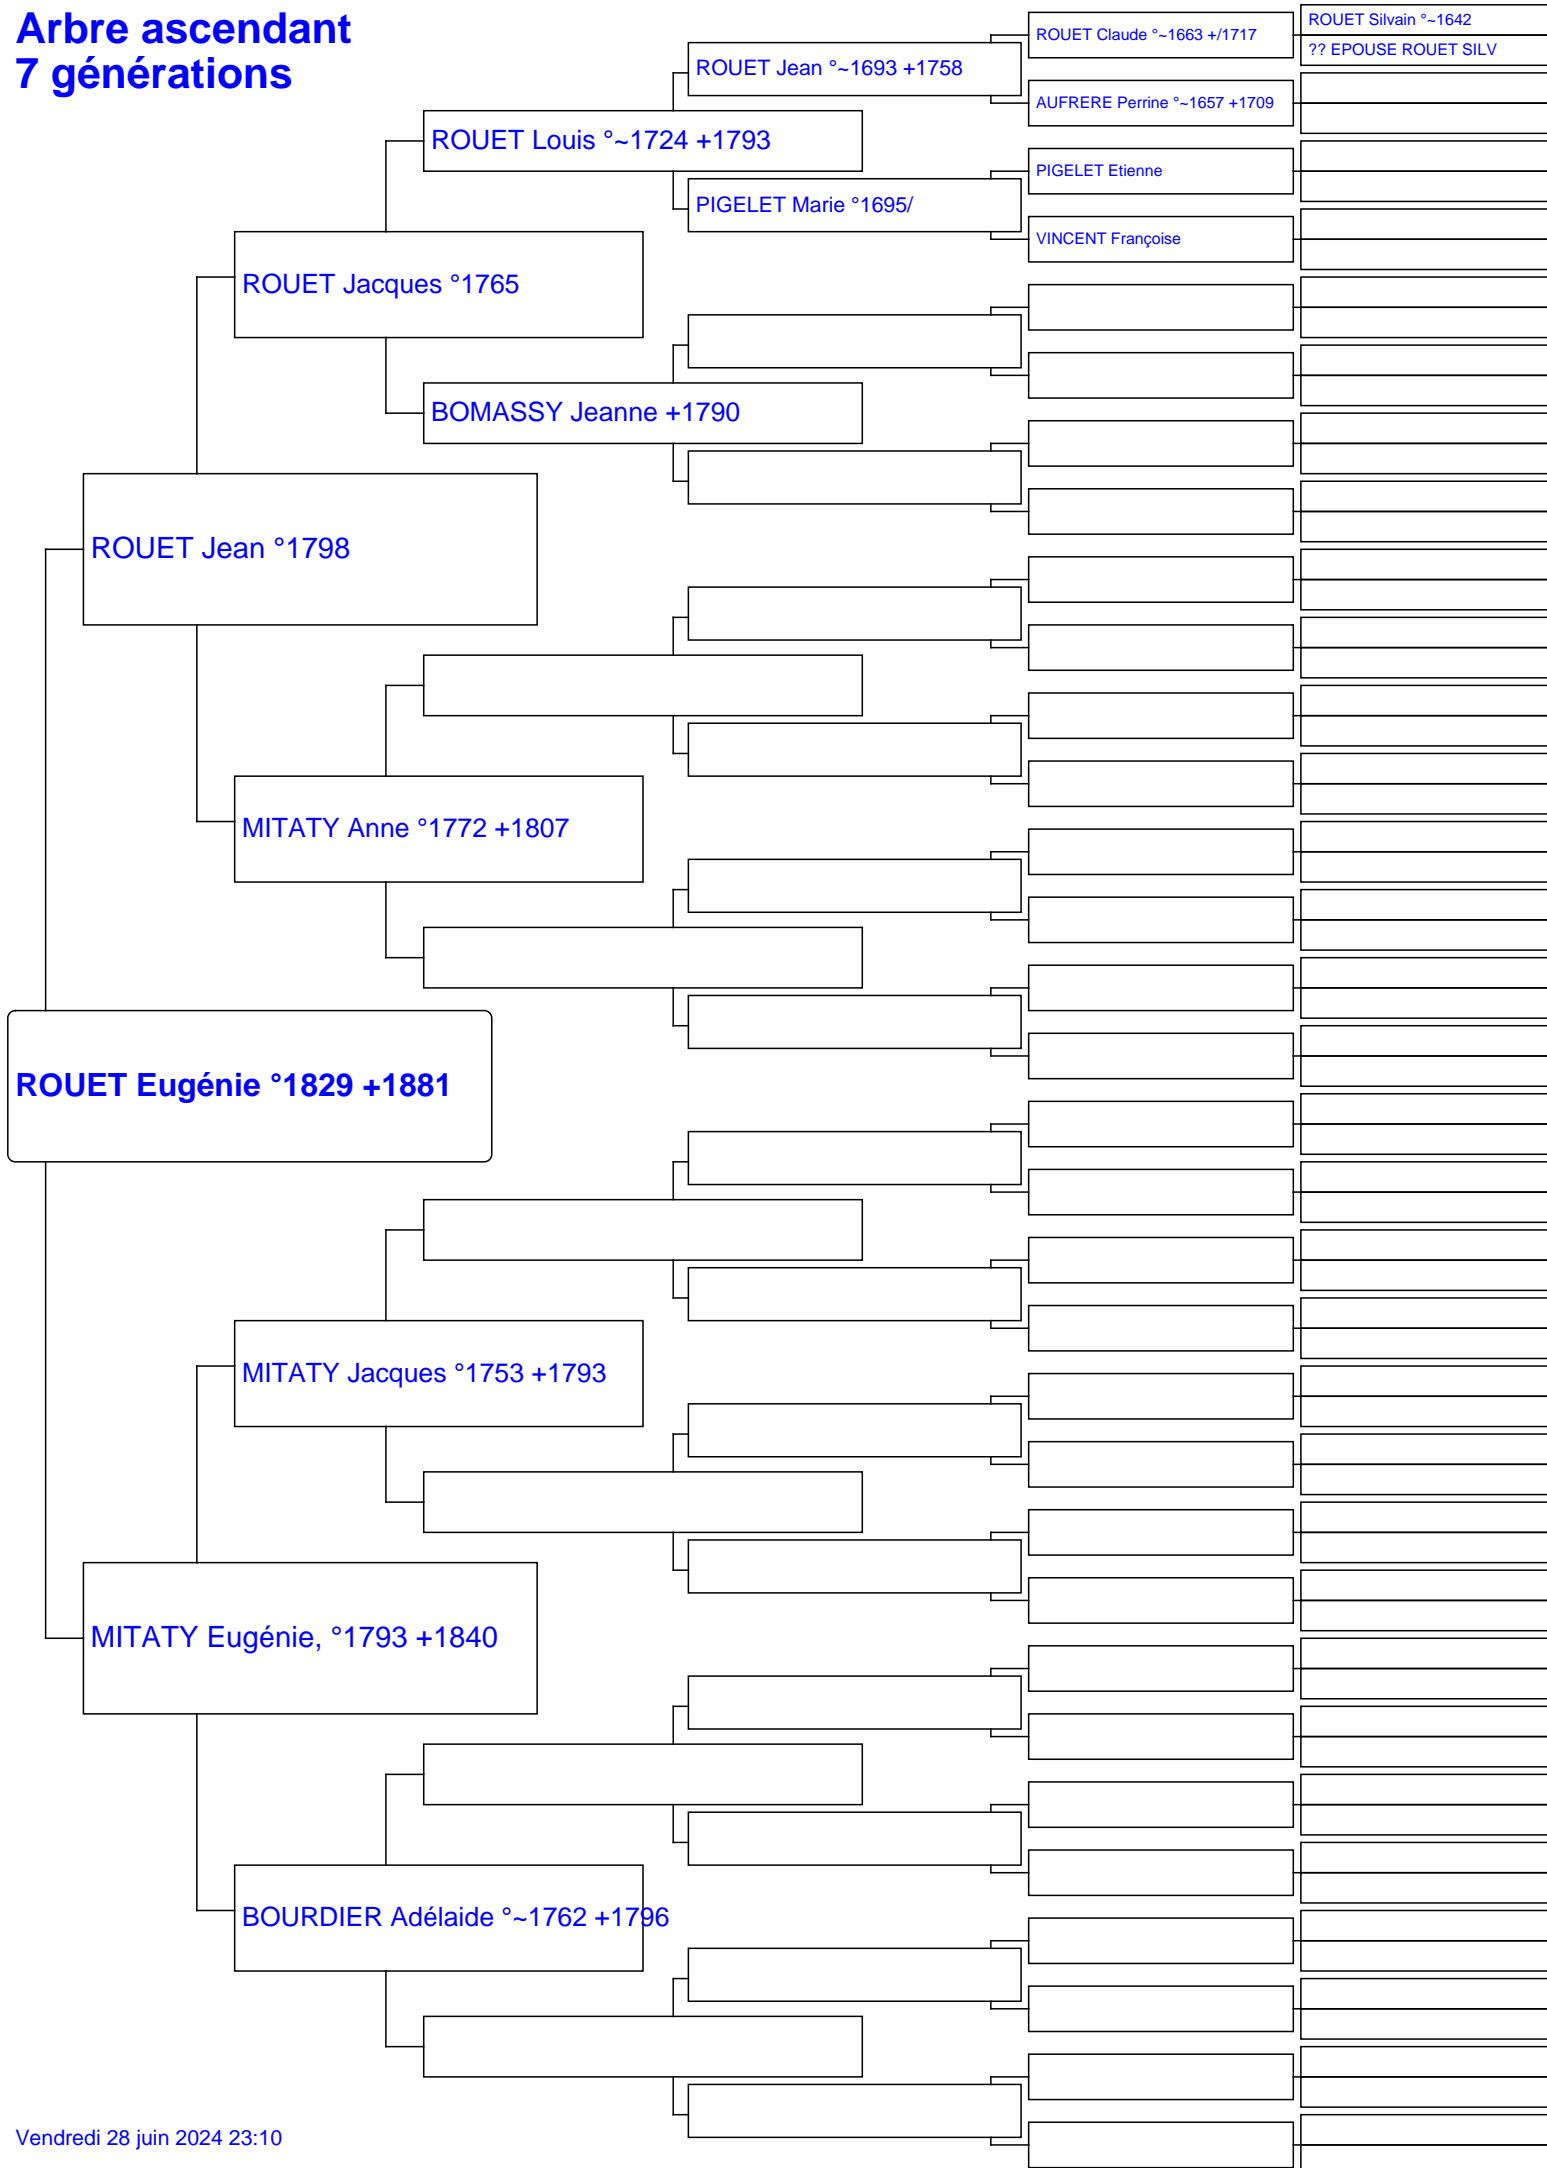 Arbre ascendant
7 générations
ROUET Silvain °~1642
ROUET Claude °~1663 +/1717
?? EPOUSE ROUET SILV
ROUET Jean °~1693 +1758
AUFRERE Perrine °~1657 +1709
ROUET Louis °~1724 +1793
PIGELET Etienne
PIGELET Marie °1695/
VINCENT Françoise
ROUET Jacques °1765
BOMASSY Jeanne +1790
ROUET Jean °1798
MITATY Anne °1772 +1807
ROUET Eugénie °1829 +1881
MITATY Jacques °1753 +1793
MITATY Eugénie, °1793 +1840
BOURDIER Adélaide °~1762 +1796
Vendredi 28 juin 2024 23:10